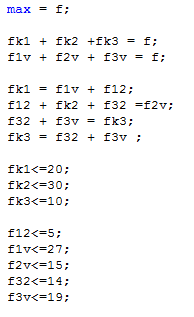 max = f;
fk1 + fk2 +fk3 = f;
f1v + f2v + f3v = f;
fk1 = f1v + f12;
f12 + fk2 + f32 =f2v;
f32 + f3v = fk3;
fk3 = f32 + f3v ;
fk1<=20;
fk2<=30;
fk3<=10;
f12<=5;
f1v<=27;
f2v<=15;
f32<=14;
f3v<=19;